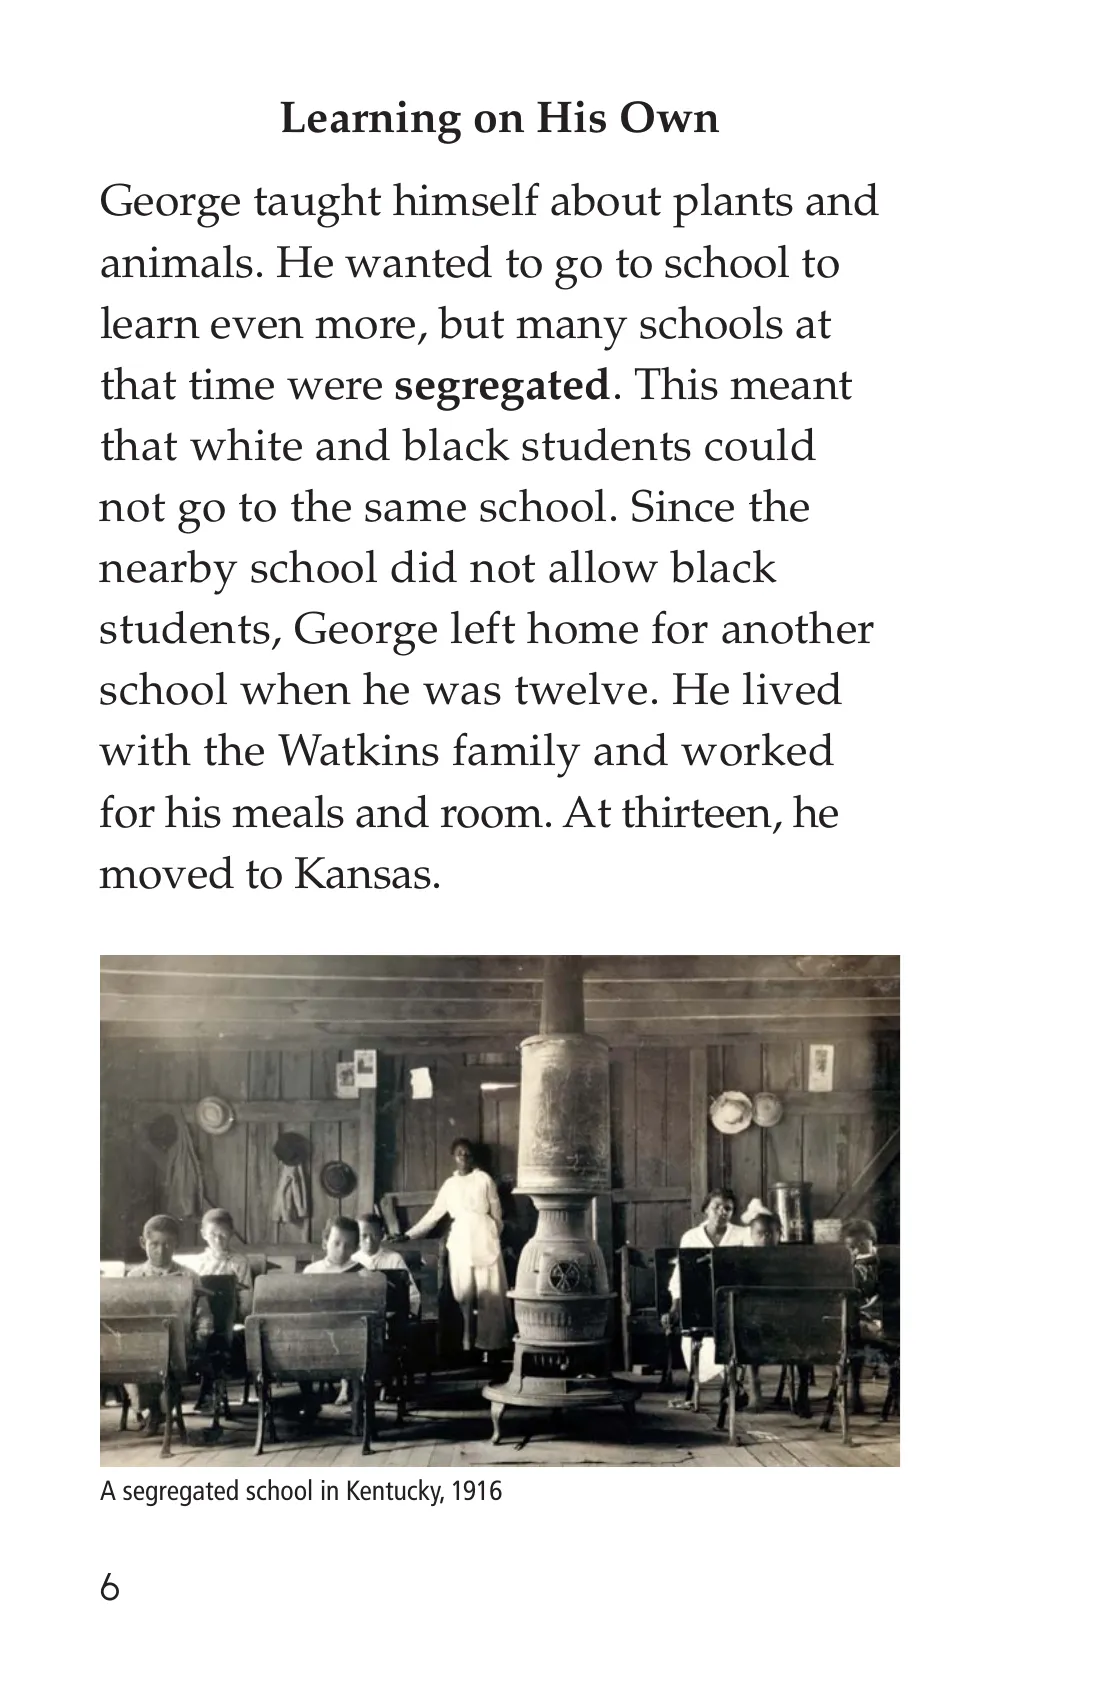 Learning on His Own
George taught himself about plants and
animals. He wanted to go to school to
learn even more, but many schools at
that time were segregated. This meant
that white and black students could
not go to the same school. Since the
nearby school did not allow black
students, George left home for another
school when he was twelve. He lived
with the Watkins family and worked
for his meals and room. At thirteen, he
moved to Kansas.
A segregated school in Kentucky, 1916
6